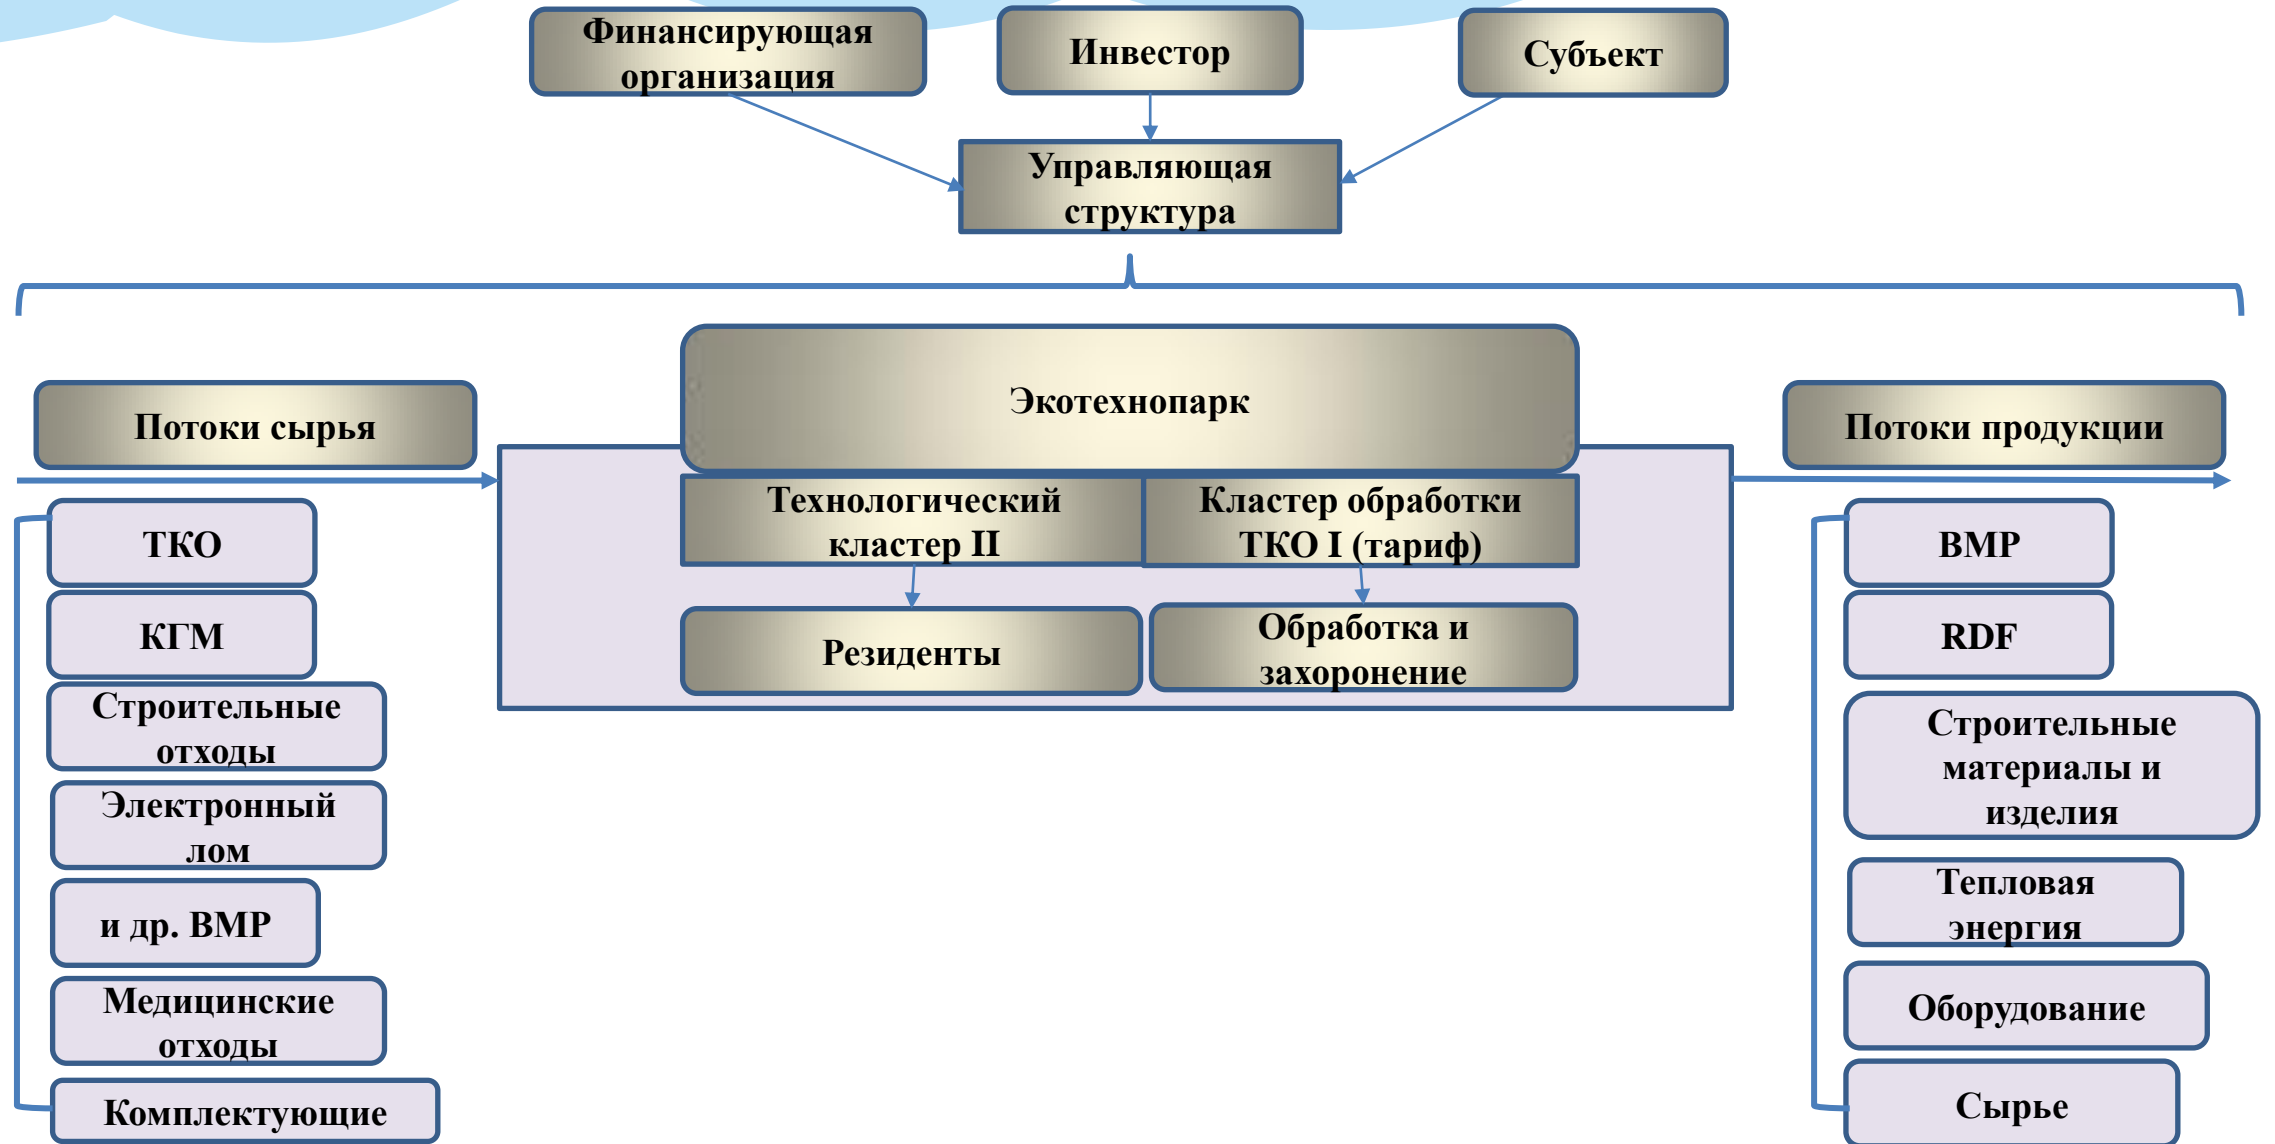 Финансирующая
организация
Инвестор
Субъект
Управляющая
структура
Экотехнопарк
Потоки сырья
Потоки продукции
Технологический
кластер II
Кластер обработки
ТКО I (тариф)
Резиденты
Обработка и
захоронение
ТКО
КГМ
Строительные
отходы
Электронный
лом
и др. ВМР
Медицинские
отходы
Комплектующие
ВМР
RDF
Строительные
материалы и
изделия
Тепловая
энергия
Оборудование
Сырье